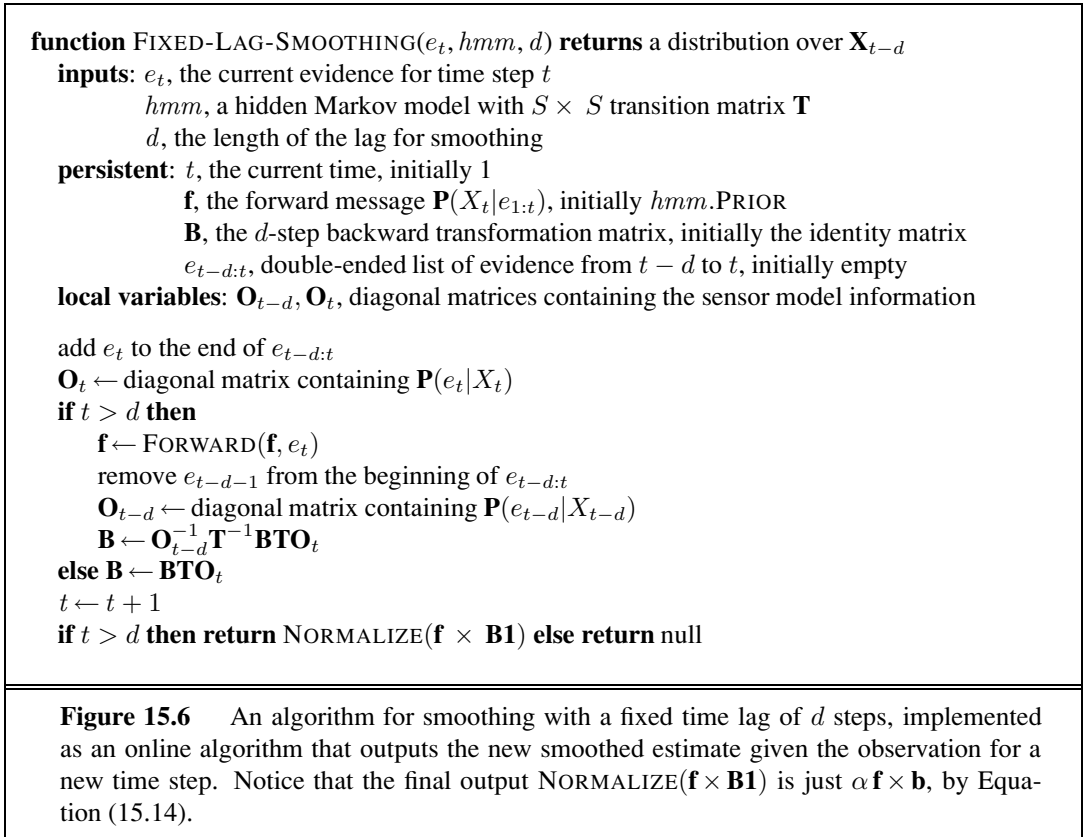 function FIXED-LAG-SMOOTHING(e_t, hmm, d) returns a distribution over X_{t−d}
inputs: e_t, the current evidence for time step t
hmm, a hidden Markov model with S × S transition matrix T
d, the length of the lag for smoothing
persistent: t, the current time, initially 1
f, the forward message P(X_t|e_{1:t}), initially hmm.PRIOR
B, the d-step backward transformation matrix, initially the identity matrix
e_{t−d:t}, double-ended list of evidence from t − d to t, initially empty
local variables: O_{t−d}, O_t, diagonal matrices containing the sensor model information
add e_t to the end of e_{t−d:t}
O_t ← diagonal matrix containing P(e_t|X_t)
if t > d then
f ← FORWARD(f, e_t)
remove e_{t−d−1} from the beginning of e_{t−d:t}
O_{t−d} ← diagonal matrix containing P(e_{t−d}|X_{t−d})
B ← O_{t−d}^{−1}T^{−1}BTO_t
else B ← BTO_t
t ← t + 1
if t > d then return NORMALIZE(f × B1) else return null
Figure 15.6 An algorithm for smoothing with a fixed time lag of d steps, implemented
as an online algorithm that outputs the new smoothed estimate given the observation for a
new time step. Notice that the final output NORMALIZE(f × B1) is just α f × b, by Equa-
tion (15.14).